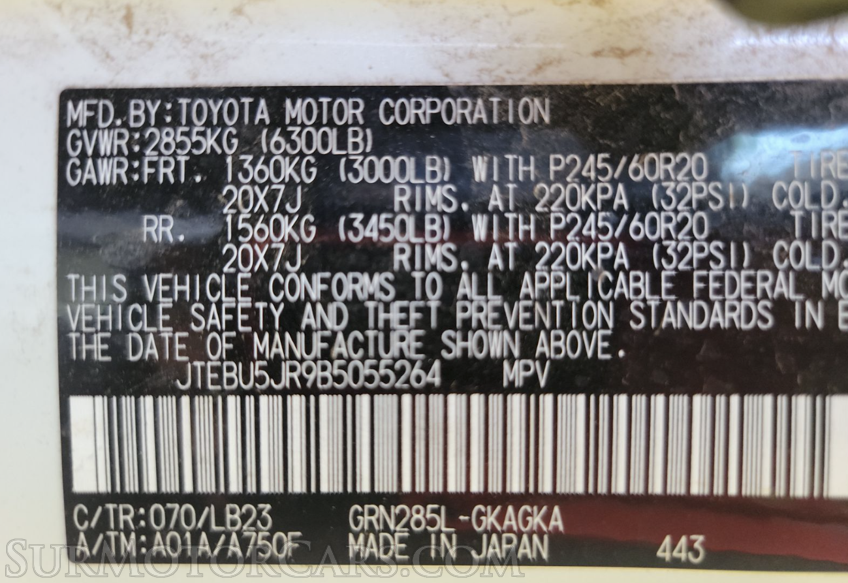 MFD. BY: TOYOTA MOTOR CORPORATION
GVWR: 2855KG (6300LB)
GAWR: FRT. 1360KG (3000LB) WITH P245/60R20 TIRE
20X7J RIMS. AT 220KPA (32PSI) COLD.
RR. 1560KG (3450LB) WITH P245/60R20 TIRE
20X7J RIMS. AT 220KPA (32PSI) COLD.
THIS VEHICLE CONFORMS TO ALL APPLICABLE FEDERAL MO
VEHICLE SAFETY AND THEFT PREVENTION STANDARDS IN E
THE DATE OF MANUFACTURE SHOWN ABOVE.
JTEBU5JR9B5055264 MPV
C/TR: 070/LB23 GRN285L-GKAGKA
A/TM: A01A/A750F MADE IN JAPAN 443
SurMotorCars.com